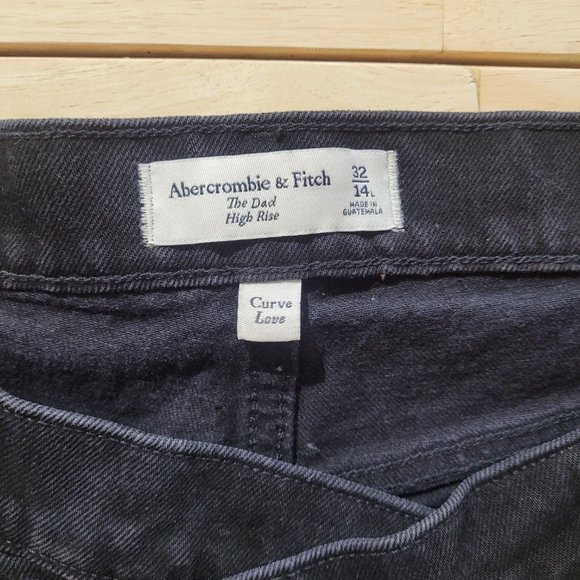 Abercrombie & Fitch
The Dad
High Rise
32
14L
MADE IN
GUATEMALA
Curve
Love